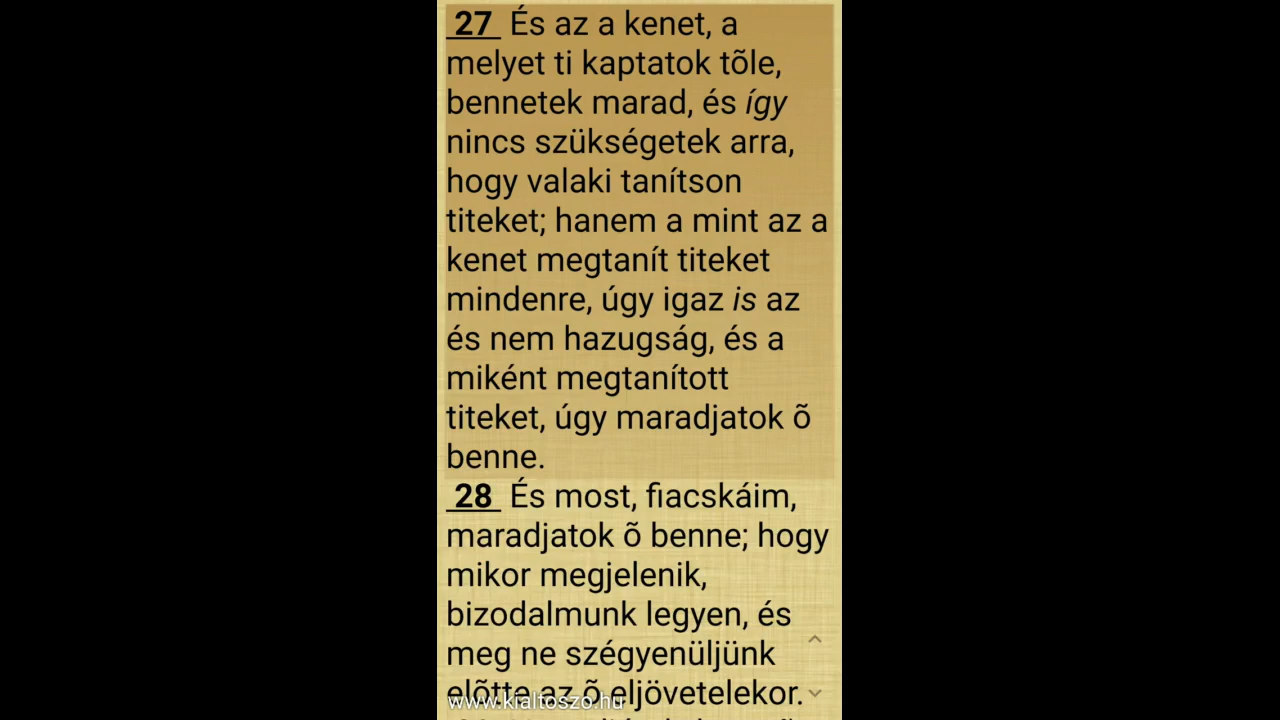 27 És az a kenet, a
melyet ti kaptatok tõle,
bennetek marad, és így
nincs szükségetek arra,
hogy valaki tanítson
titeket; hanem a mint az a
kenet megtanít titeket
mindenre, úgy igaz is az
és nem hazugság, és a
miként megtanított
titeket, úgy maradjatok õ
benne.
28 És most, fiacskáim,
maradjatok õ benne; hogy
mikor megjelenik,
bizodalmunk legyen, és
meg ne szégyenüljünk
elõtte az õ eljövetelekor.
www.kialtoszo.hu